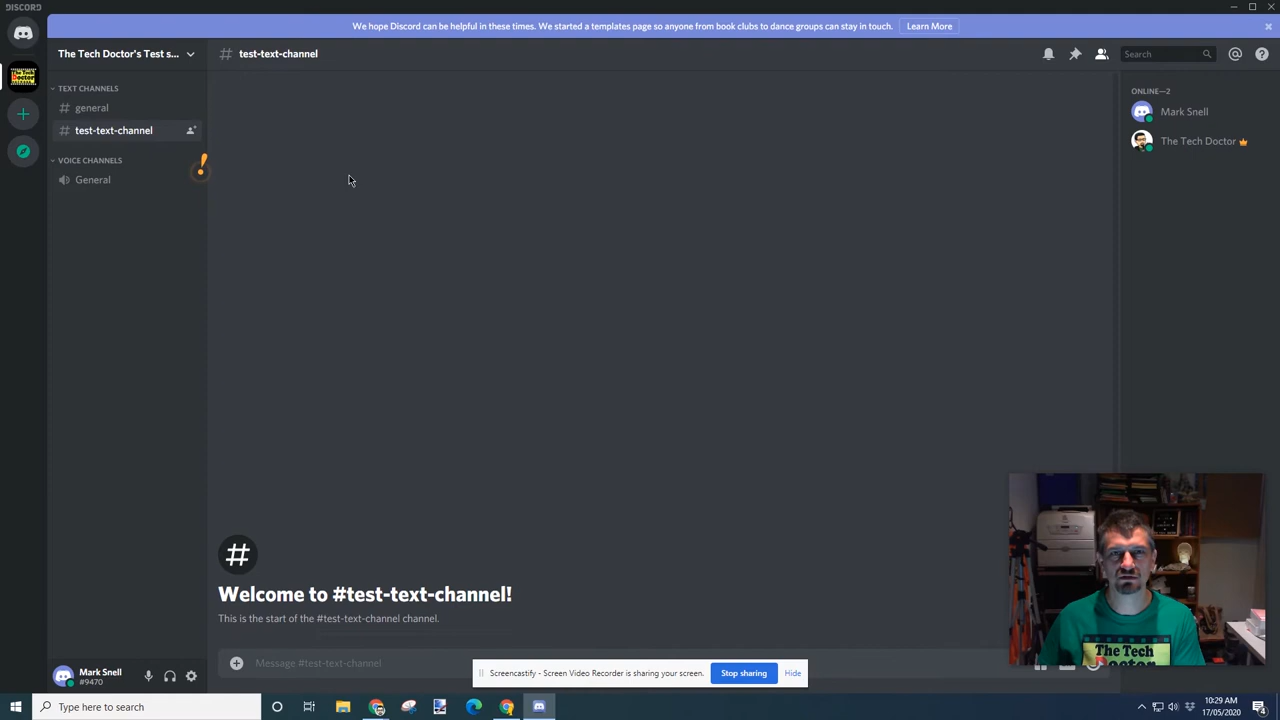 DISCORD
We hope Discord can be helpful in these times. We started a templates page so anyone from book clubs to dance groups can stay in touch.
Learn More
The Tech Doctor's Test s...
# test-text-channel
Search
TEXT CHANNELS
# general
# test-text-channel
VOICE CHANNELS
General
ONLINE—2
Mark Snell
The Tech Doctor
The Tech Doctor
#
Welcome to #test-text-channel!
This is the start of the #test-text-channel channel.
Message #test-text-channel
Mark Snell
#9470
Screencastify - Screen Video Recorder is sharing your screen.
Stop sharing
Hide
The Tech
Doctor
Type here to search
10:29 AM
17/05/2020
4